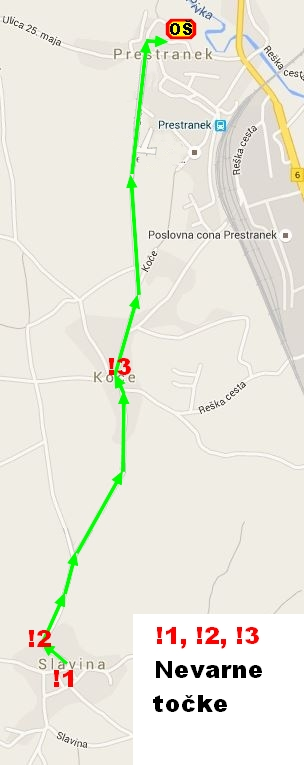 Ulica 25. maja
Pivka
OŠ
Prestranek
Reška cesta
Prestranek
Reška cesta
6
Poslovna cona Prestranek
Koče
!3
Koče
Reška cesta
!2
Slavina
!1
Slavina
!1, !2, !3
Nevarne
točke